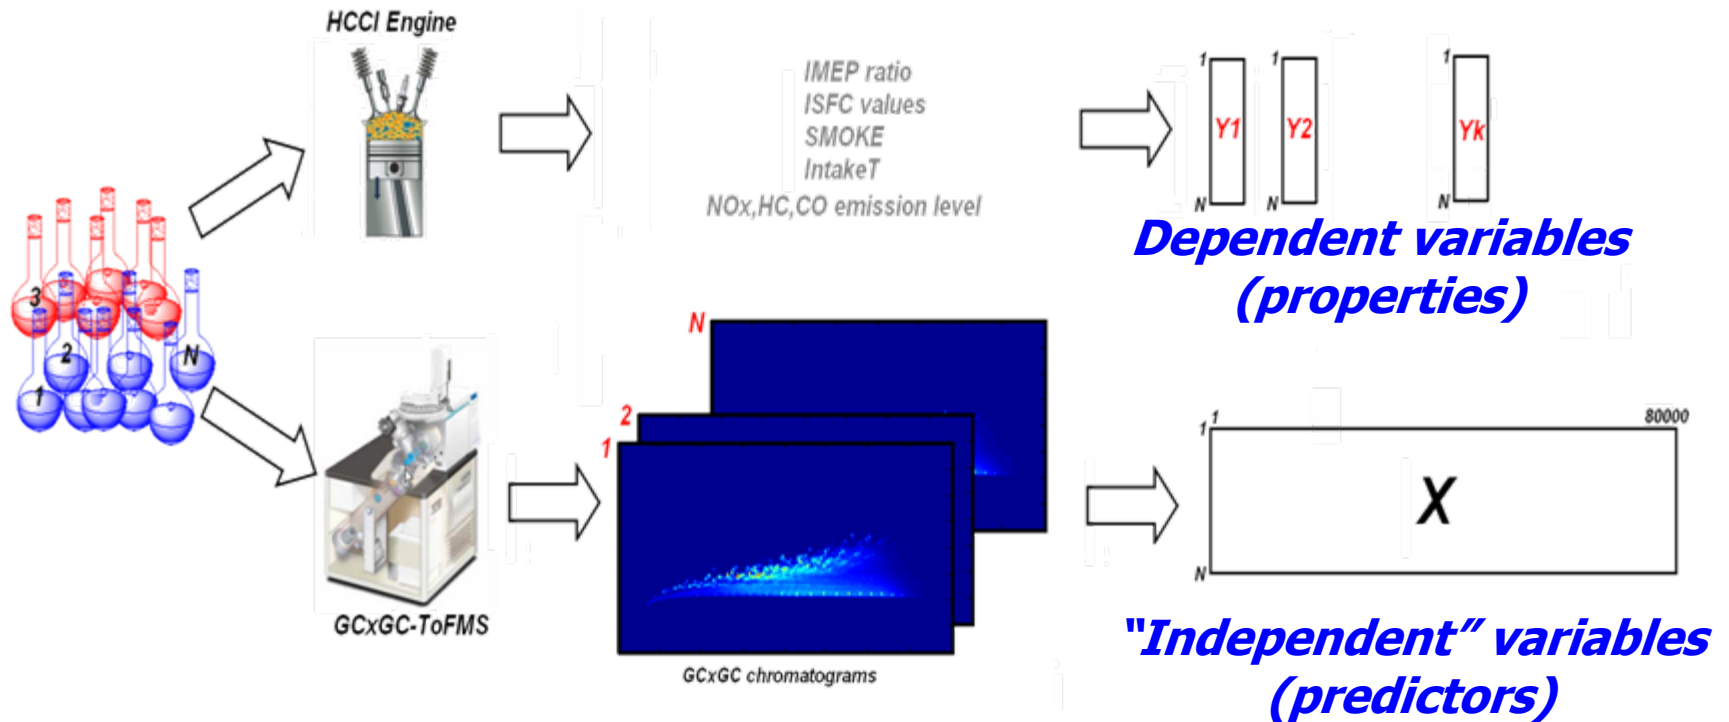 HCCI Engine
IMEP ratio
ISFC values
SMOKE
IntakeT
NOx,HC,CO emission level
1
1
1
Y1
Y2
Yk
N
N
N
Dependent variables
(properties)
3
2
N
1
GCxGC-ToFMS
N
2
1
GCxGC chromatograms
1
80000
1
X
N
“Independent” variables
(predictors)